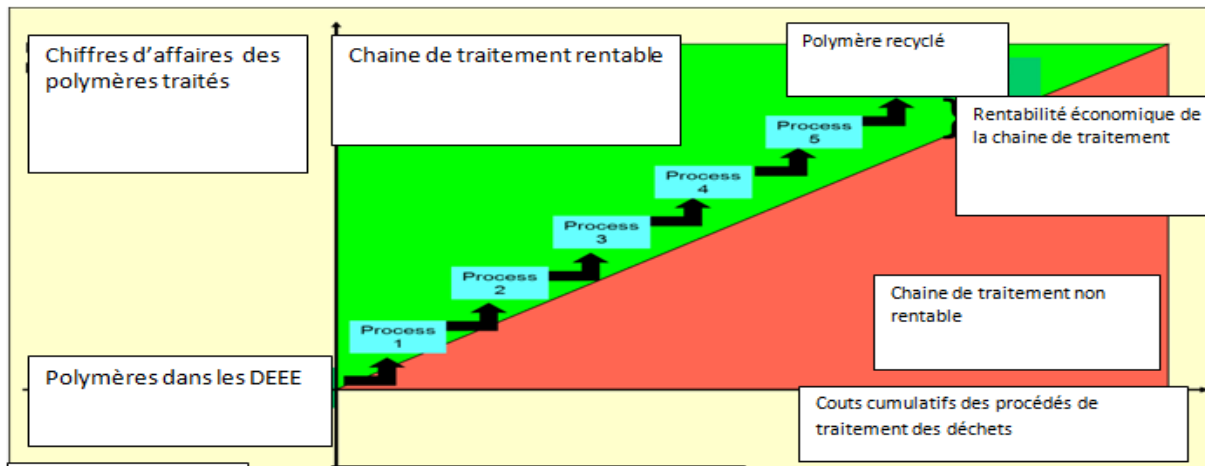 Chiffres d'affaires des
polymères traités
Chaine de traitement rentable
Polymère recyclé
Rentabilité économique de
la chaine de traitement
Process
5
Process
4
Process
3
Process
2
Process
1
Chaine de traitement non
rentable
Polymères dans les DEEE
Couts cumulatifs des procédés de
traitement des déchets